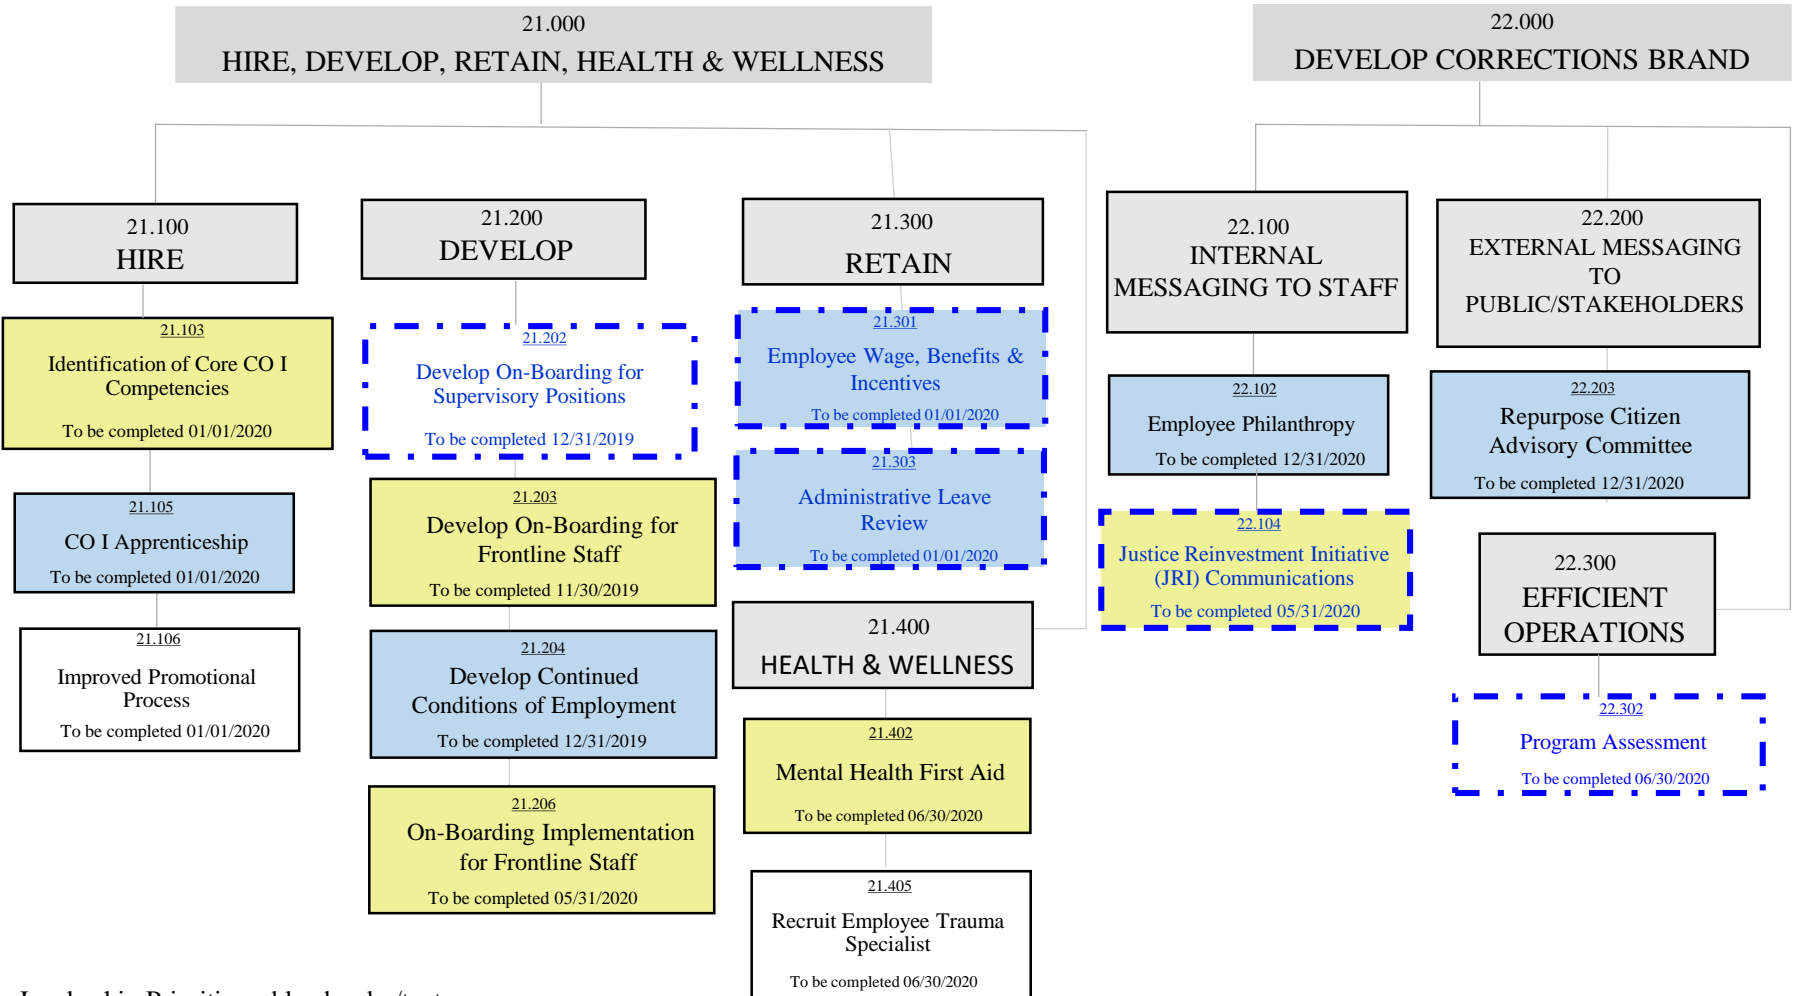 21.000
HIRE, DEVELOP, RETAIN, HEALTH & WELLNESS
22.000
DEVELOP CORRECTIONS BRAND
21.100
HIRE
21.103
Identification of Core CO I
Competencies
To be completed 01/01/2020
21.105
CO I Apprenticeship
To be completed 01/01/2020
21.106
Improved Promotional
Process
To be completed 01/01/2020
21.200
DEVELOP
21.202
Develop On-Boarding for
Supervisory Positions
To be completed 12/31/2019
21.203
Develop On-Boarding for
Frontline Staff
To be completed 11/30/2019
21.204
Develop Continued
Conditions of Employment
To be completed 12/31/2019
21.206
On-Boarding Implementation
for Frontline Staff
To be completed 05/31/2020
21.300
RETAIN
21.301
Employee Wage, Benefits &
Incentives
To be completed 01/01/2020
21.303
Administrative Leave
Review
To be completed 01/01/2020
21.400
HEALTH & WELLNESS
21.402
Mental Health First Aid
To be completed 06/30/2020
21.405
Recruit Employee Trauma
Specialist
To be completed 06/30/2020
22.100
INTERNAL
MESSAGING TO STAFF
22.102
Employee Philanthropy
To be completed 12/31/2020
22.104
Justice Reinvestment Initiative
(JRI) Communications
To be completed 05/31/2020
22.200
EXTERNAL MESSAGING
TO
PUBLIC/STAKEHOLDERS
22.203
Repurpose Citizen
Advisory Committee
To be completed 12/31/2020
22.300
EFFICIENT
OPERATIONS
22.302
Program Assessment
To be completed 06/30/2020